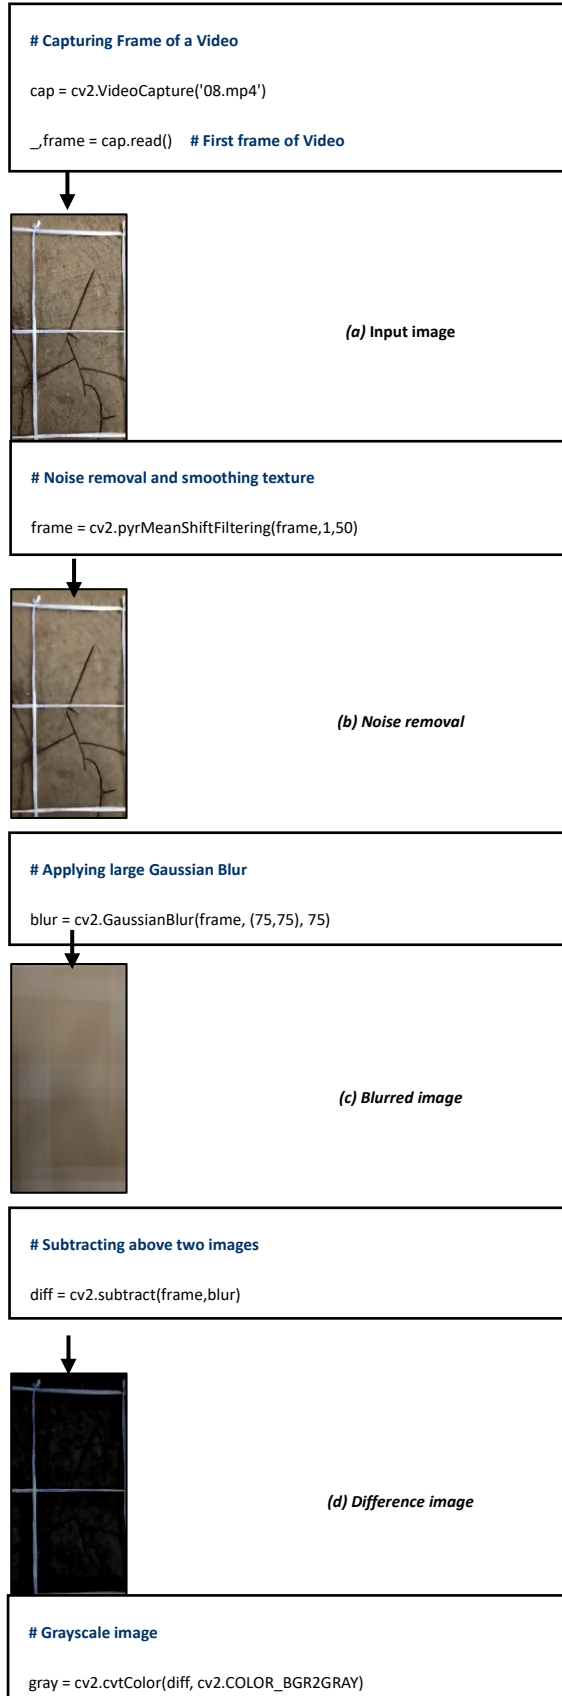 # Capturing Frame of a Video
cap = cv2.VideoCapture('08.mp4')
_,frame = cap.read() # First frame of Video
(a) Input image
# Noise removal and smoothing texture
frame = cv2.pyrMeanShiftFiltering(frame,1,50)
(b) Noise removal
# Applying large Gaussian Blur
blur = cv2.GaussianBlur(frame, (75,75), 75)
(c) Blurred image
# Subtracting above two images
diff = cv2.subtract(frame,blur)
(d) Difference image
# Grayscale image
gray = cv2.cvtColor(diff, cv2.COLOR_BGR2GRAY)